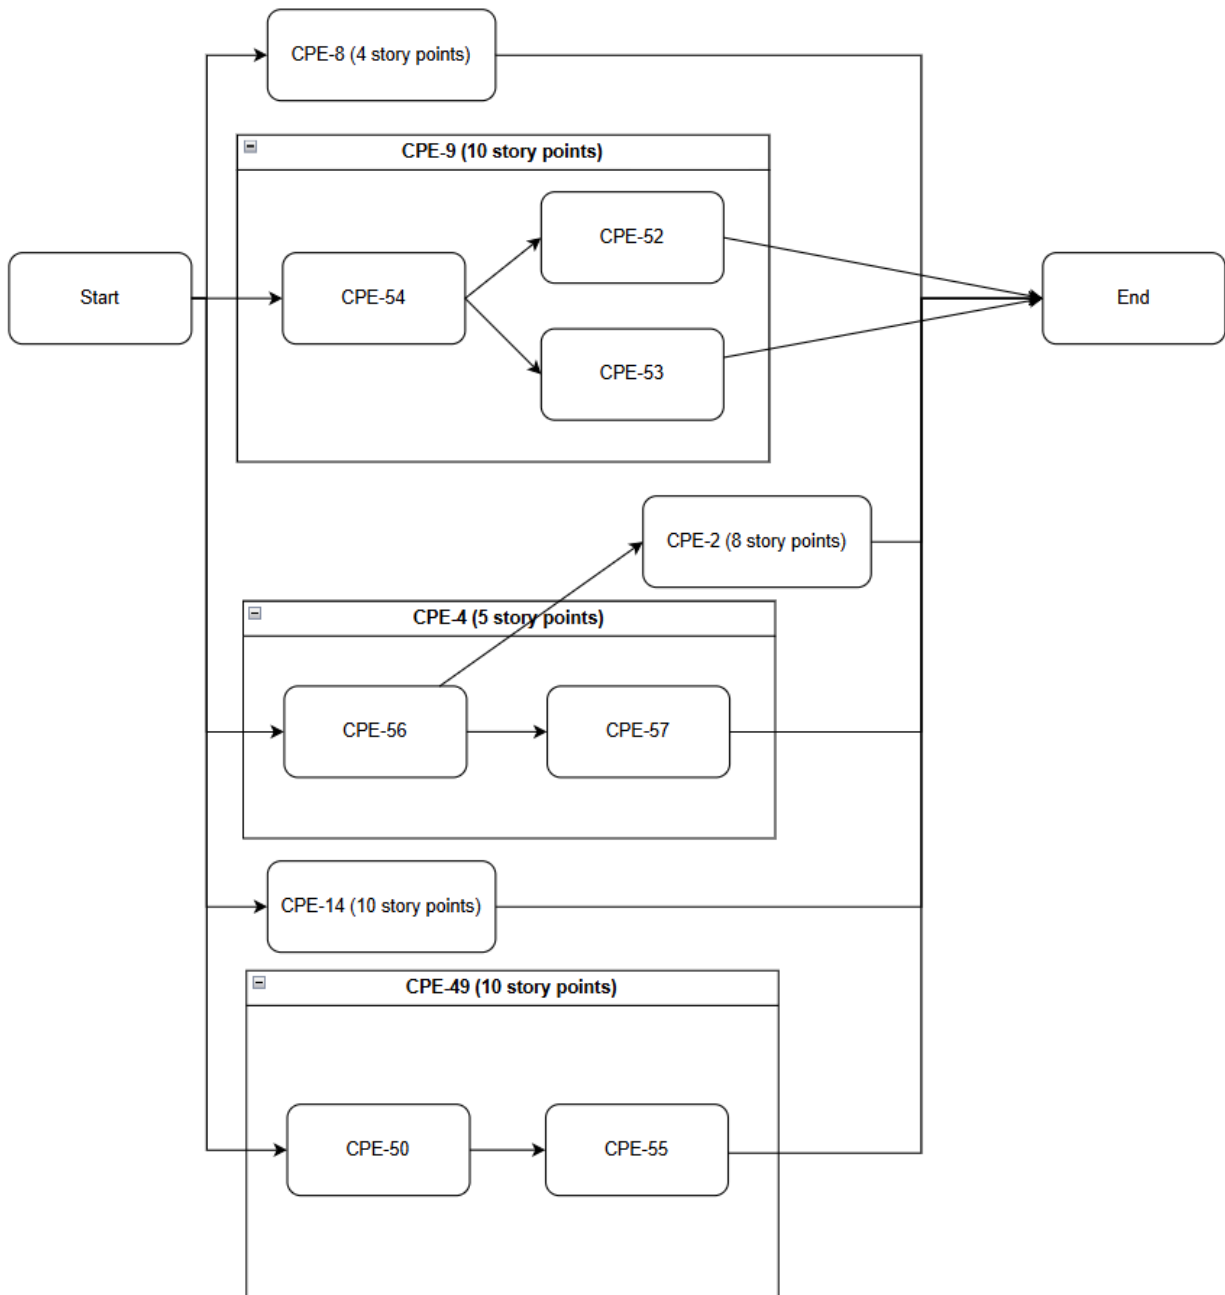 CPE-8 (4 story points)
CPE-9 (10 story points)
CPE-52
Start
CPE-54
End
CPE-53
CPE-2 (8 story points)
CPE-4 (5 story points)
CPE-56
CPE-57
CPE-14 (10 story points)
CPE-49 (10 story points)
CPE-50
CPE-55